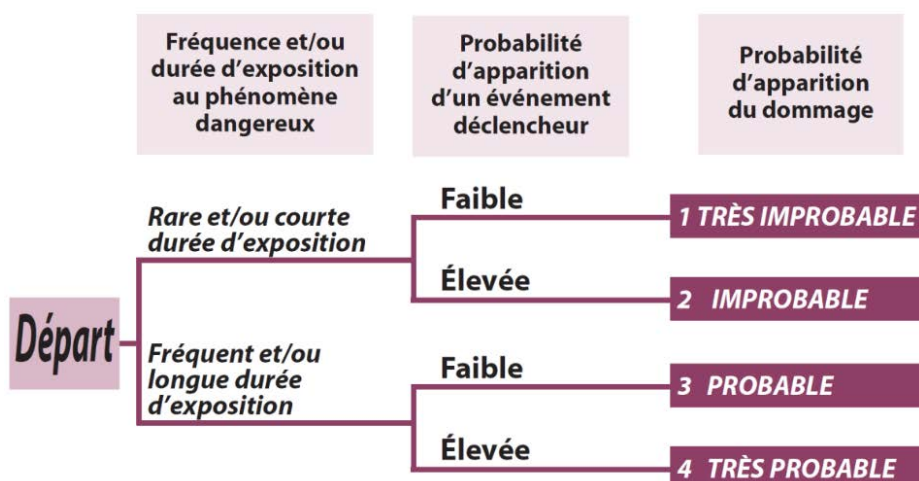 Fréquence et/ou
durée d'exposition
au phénomène
dangereux
Probabilité
d'apparition
d'un événement
déclencheur
Probabilité
d'apparition
du dommage
Départ
Rare et/ou courte
durée d'exposition
Faible
1 TRÈS IMPROBABLE
Élevée
2 IMPROBABLE
Fréquent et/ou
longue durée
d'exposition
Faible
3 PROBABLE
Élevée
4 TRÈS PROBABLE